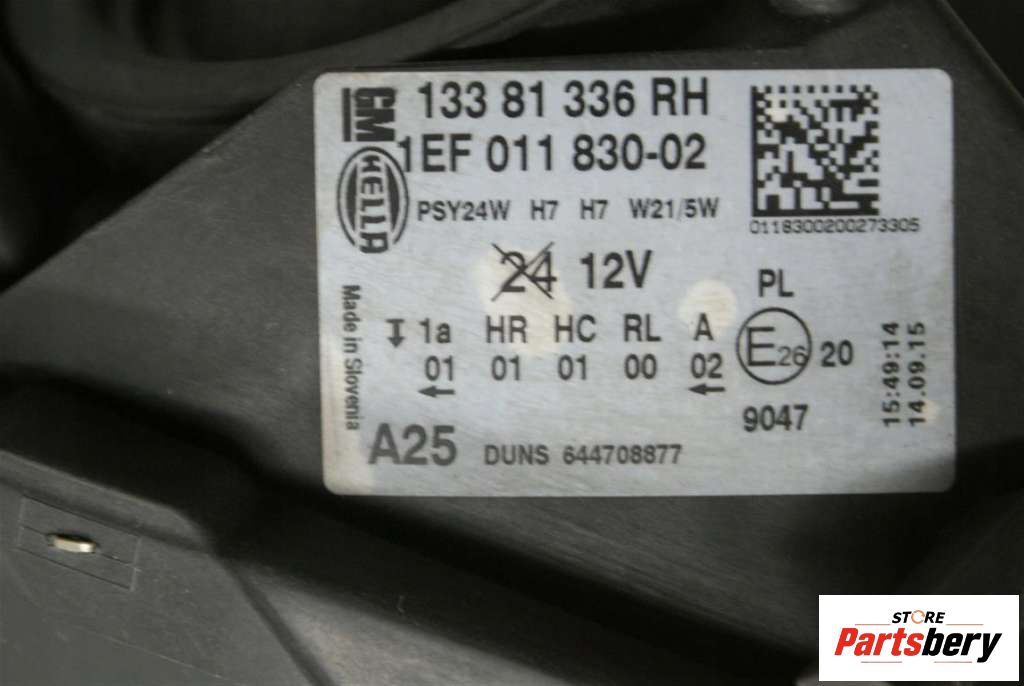 GM 133 81 336 RH
HELLA 1EF 011 830-02
PSY24W H7 H7 W21/5W
0118300200273305
24 12V
PL
Made in Slovenia
1a HR HC RL A
01 01 01 00 02
E26 20
9047
15:49:14
14.09.15
A25 DUNS 644708877
STORE
Partsbery